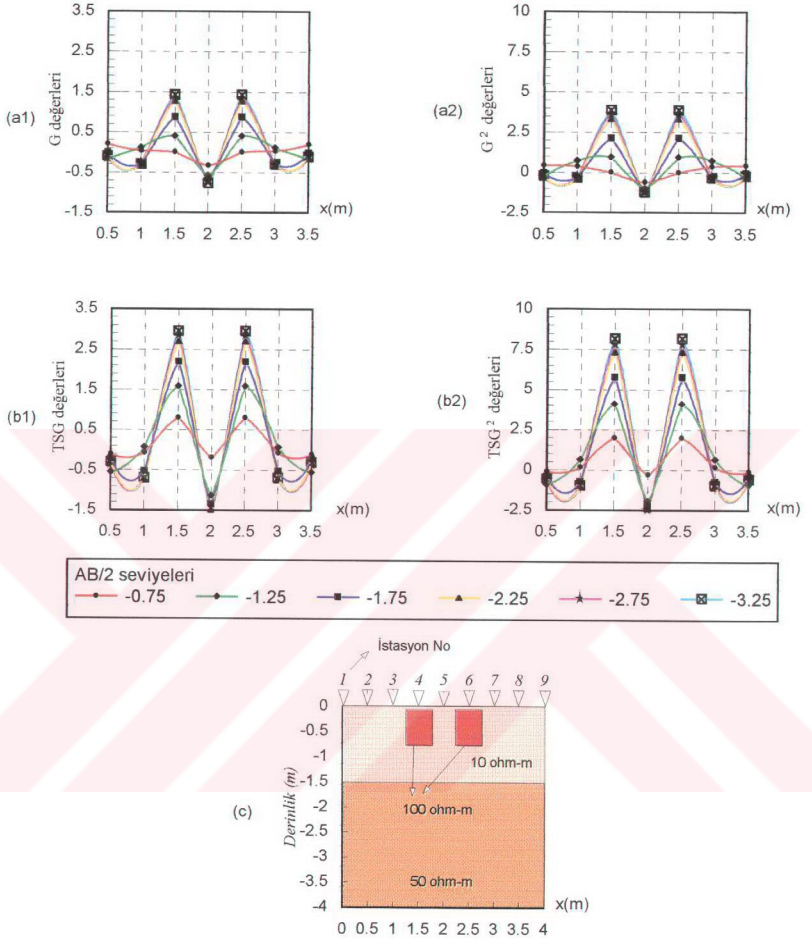 3.5
2.5
1.5
0.5
-0.5
-1.5
G değerleri
(a1)
x(m)
0.5 1 1.5 2 2.5 3 3.5
10
7.5
5
2.5
0
-2.5
G ² değerleri
(a2)
x(m)
0.5 1 1.5 2 2.5 3 3.5
3.5
2.5
1.5
0.5
-0.5
-1.5
TSG değerleri
(b1)
x(m)
0.5 1 1.5 2 2.5 3 3.5
10
7.5
5
2.5
0
-2.5
TSG ² değerleri
(b2)
x(m)
0.5 1 1.5 2 2.5 3 3.5
AB/2 seviyeleri
-0.75 -1.25 -1.75 -2.25 -2.75 -3.25
İstasyon No
1 2 3 4 5 6 7 8 9
0
-0.5
-1
-1.5
-2
-2.5
-3
-3.5
-4
Derinlik (m)
(c)
10 ohm-m
100 ohm-m
50 ohm-m
x(m)
0 0.5 1 1.5 2 2.5 3 3.5 4